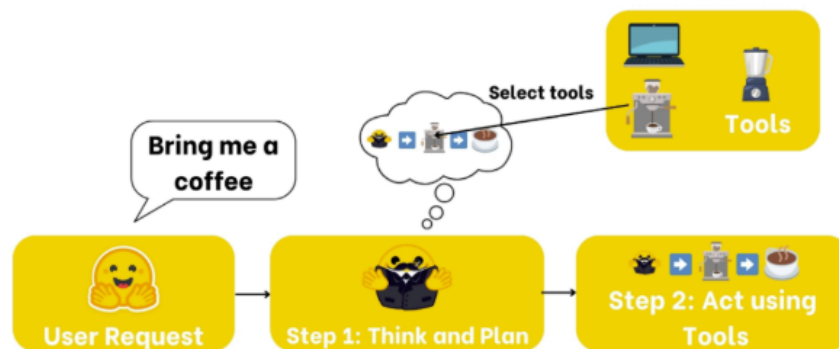 Select tools
Tools
Bring me a
coffee
User Request
Step 1: Think and Plan
Step 2: Act using
Tools